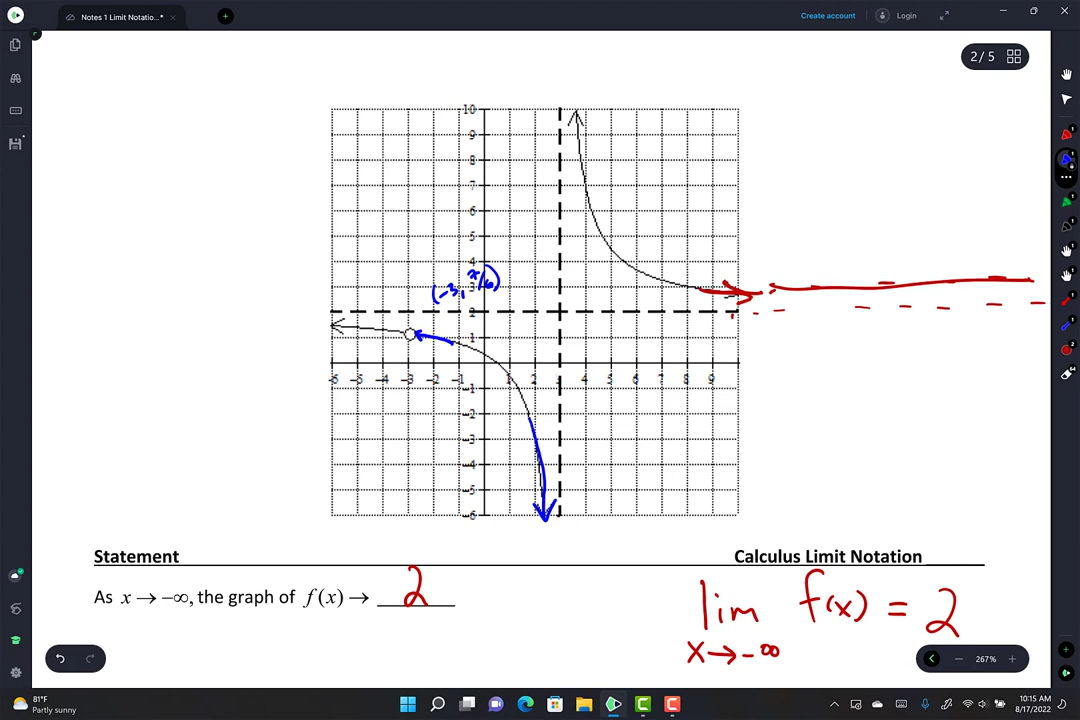 Notes 1 Limit Notatio...*
Create account
Login
2/5
10
9
8
7
6
5
4
3
2
1
-6 -5 -4 -3 -2 -1 1 2 4 5 6 7 8 9
-1
-2
-3
-4
-5
-6
Statement
Calculus Limit Notation
As x → -∞, the graph of f(x) → 2
lim f(x) = 2
x → -∞
267%
81°F
Partly sunny
10:15 AM
8/17/2022